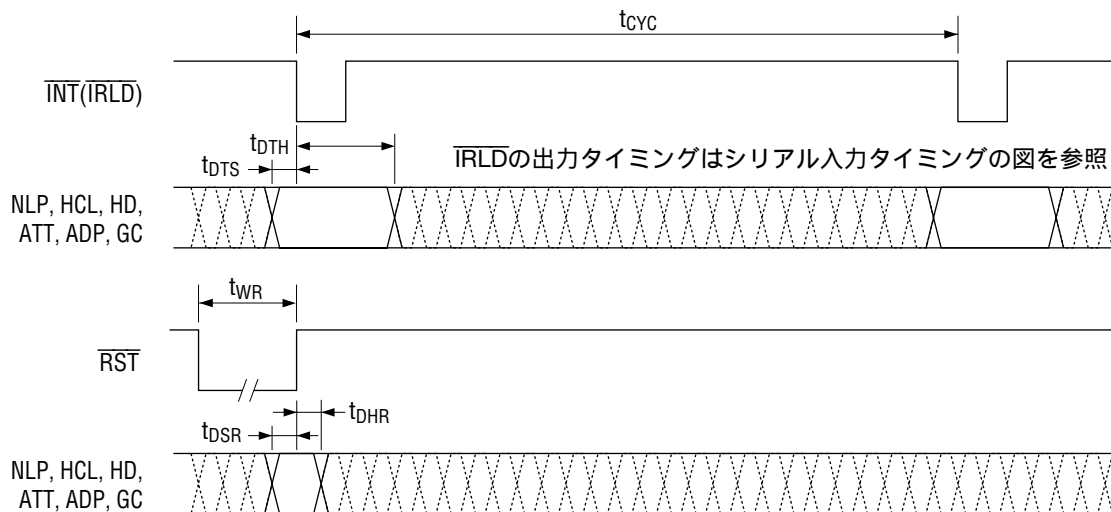 tCYC
INT(IRLD)
tDTH
IRLDの出力タイミングはシリアル入力タイミングの図を参照
tDTS
NLP, HCL, HD,
ATT, ADP, GC
tWR
RST
tDHR
tDSR
NLP, HCL, HD,
ATT, ADP, GC